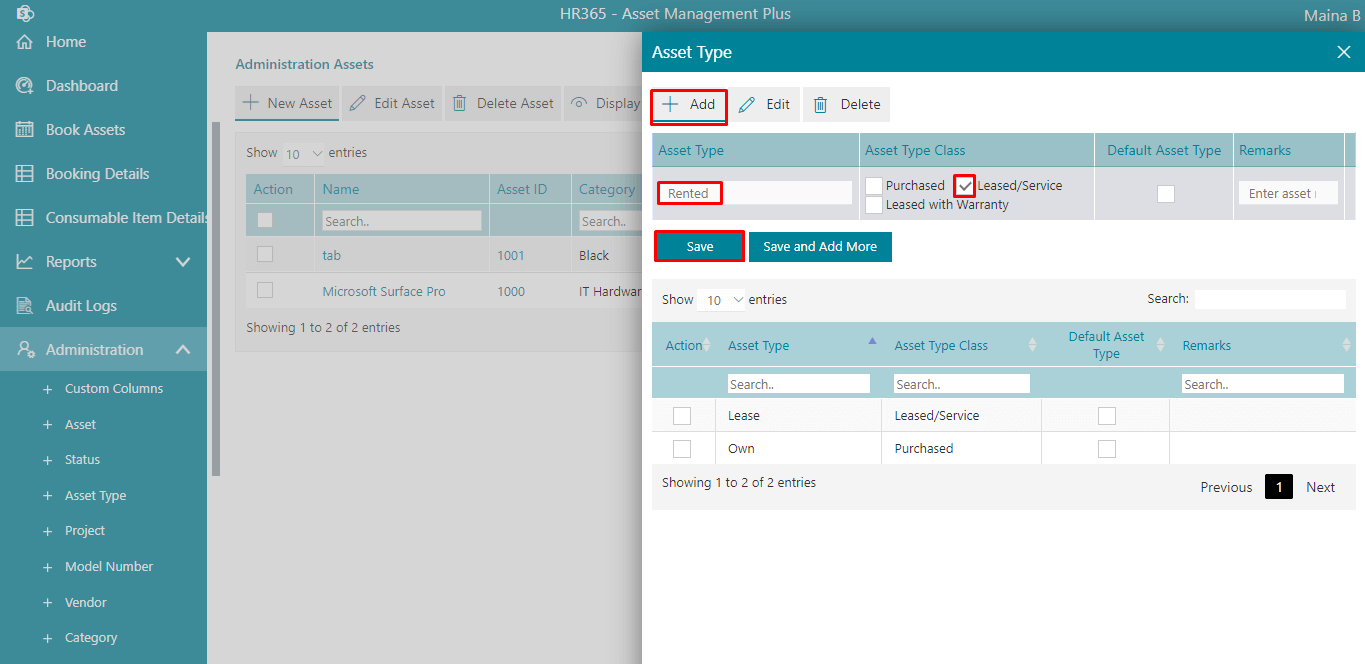 HR365 - Asset Management Plus
Maina B
Home
Dashboard
Book Assets
Booking Details
Consumable Item Details
Reports
Audit Logs
Administration
+ Custom Columns
+ Asset
+ Status
+ Asset Type
+ Project
+ Model Number
+ Vendor
+ Category
Administration Assets
+ New Asset Edit Asset Delete Asset Display
Show 10 entries
Action Name Asset ID Category
Search.. Search..
tab 1001 Black
Microsoft Surface Pro 1000 IT Hardwar
Showing 1 to 2 of 2 entries
Asset Type
+ Add Edit Delete
Asset Type Asset Type Class Default Asset Type Remarks
Rented Purchased Leased/Service Enter asset
Leased with Warranty
Save Save and Add More
Show 10 entries Search:
Action Asset Type Asset Type Class Default Asset Type Remarks
Search.. Search.. Search..
Lease Leased/Service
Own Purchased
Showing 1 to 2 of 2 entries
Previous 1 Next